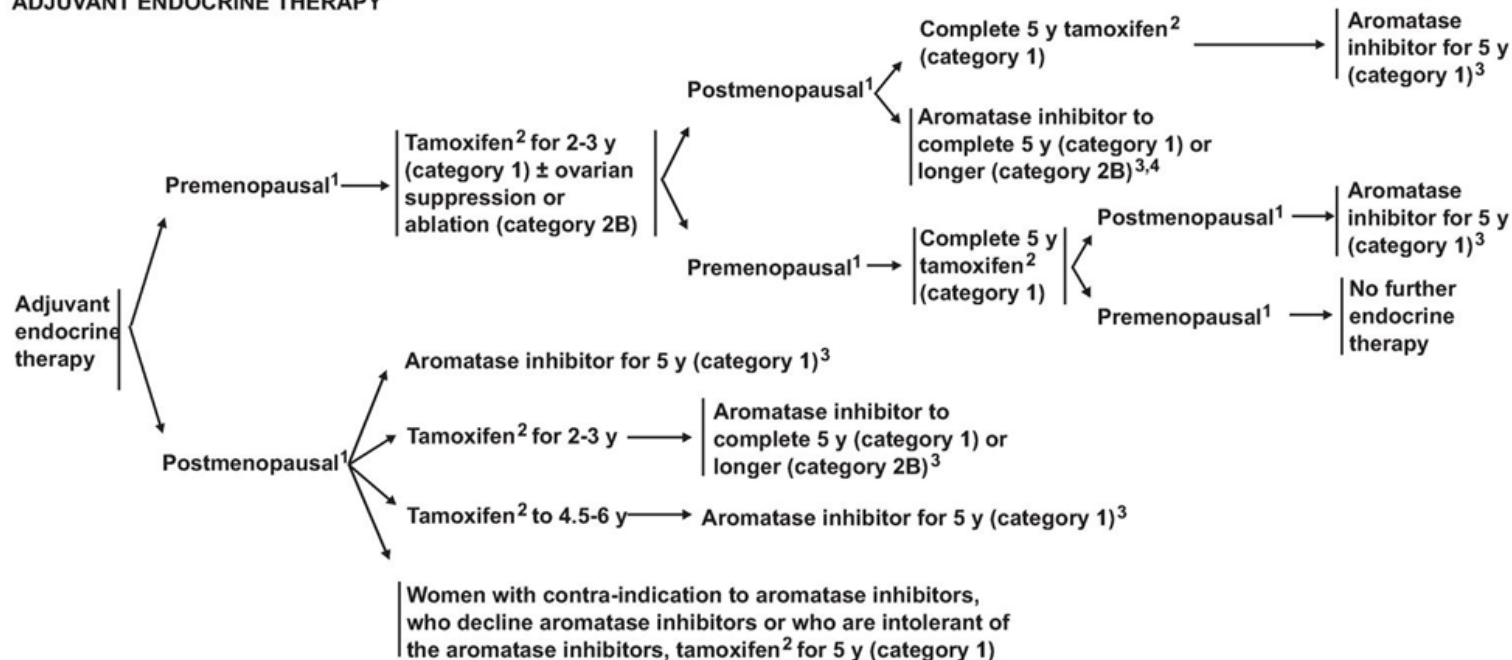 ADJUVANT ENDOCRINE THERAPY
Adjuvant
endocrine
therapy
Premenopausal1
Tamoxifen2 for 2-3 y
(category 1) ± ovarian
suppression or
ablation (category 2B)
Postmenopausal1
Complete 5 y tamoxifen2
(category 1)
Aromatase
inhibitor for 5 y
(category 1)3
Aromatase inhibitor to
complete 5 y (category 1) or
longer (category 2B)3,4
Premenopausal1
Complete 5 y
tamoxifen2
(category 1)
Postmenopausal1
Aromatase
inhibitor for 5 y
(category 1)3
Premenopausal1
No further
endocrine
therapy
Postmenopausal1
Aromatase inhibitor for 5 y (category 1)3
Tamoxifen2 for 2-3 y
Aromatase inhibitor to
complete 5 y (category 1) or
longer (category 2B)3
Tamoxifen2 to 4.5-6 y
Aromatase inhibitor for 5 y (category 1)3
Women with contra-indication to aromatase inhibitors,
who decline aromatase inhibitors or who are intolerant of
the aromatase inhibitors, tamoxifen2 for 5 y (category 1)